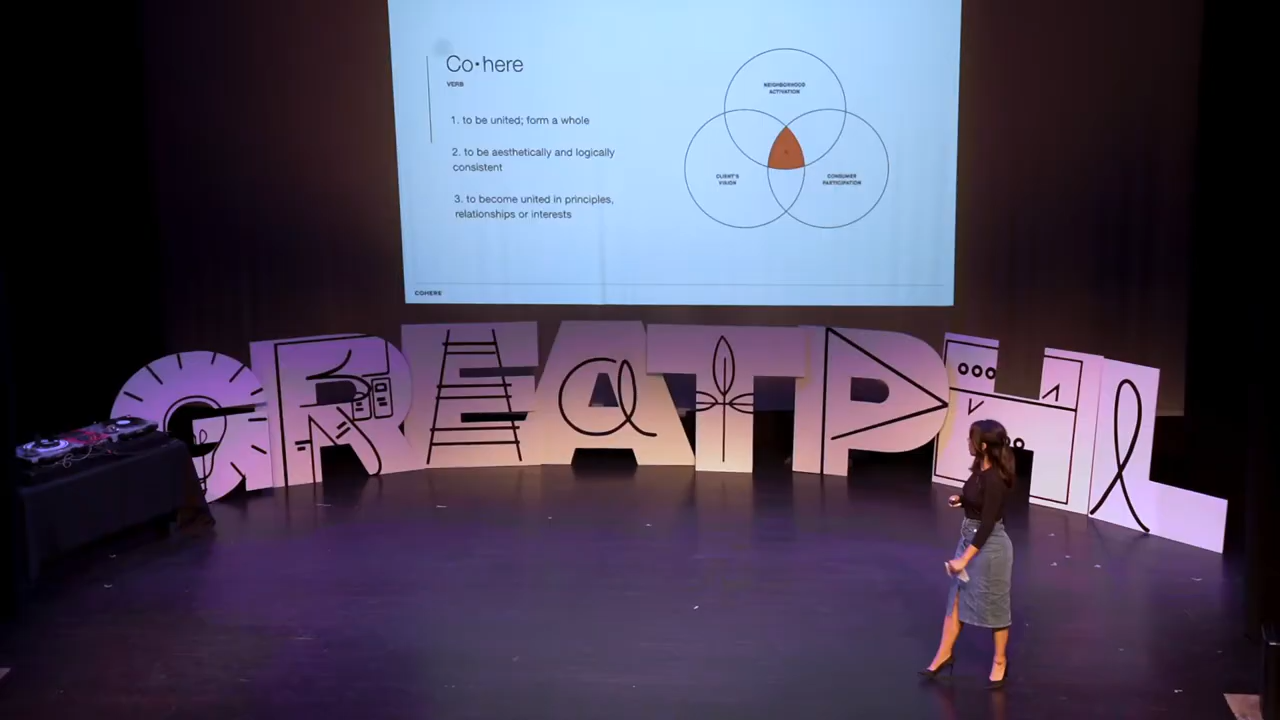 Co•here
VERB
1. to be united; form a whole
2. to be aesthetically and logically
consistent
3. to become united in principles,
relationships or interests
NEIGHBORHOOD
ACTIVATION
CLIENT'S
VISION
CONSUMER
PARTICIPATION
COHERE
GREATPHL